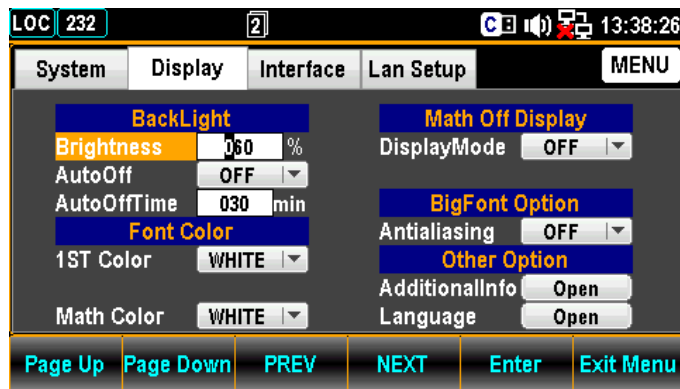 LOC 232 2 C 13:38:26
System Display Interface Lan Setup MENU
BackLight
Brightness 060 %
AutoOff OFF
AutoOffTime 030 min
Font Color
1ST Color WHITE
Math Color WHITE
Math Off Display
DisplayMode OFF
BigFont Option
Antialiasing OFF
Other Option
AdditionalInfo Open
Language Open
Page Up Page Down PREV NEXT Enter Exit Menu